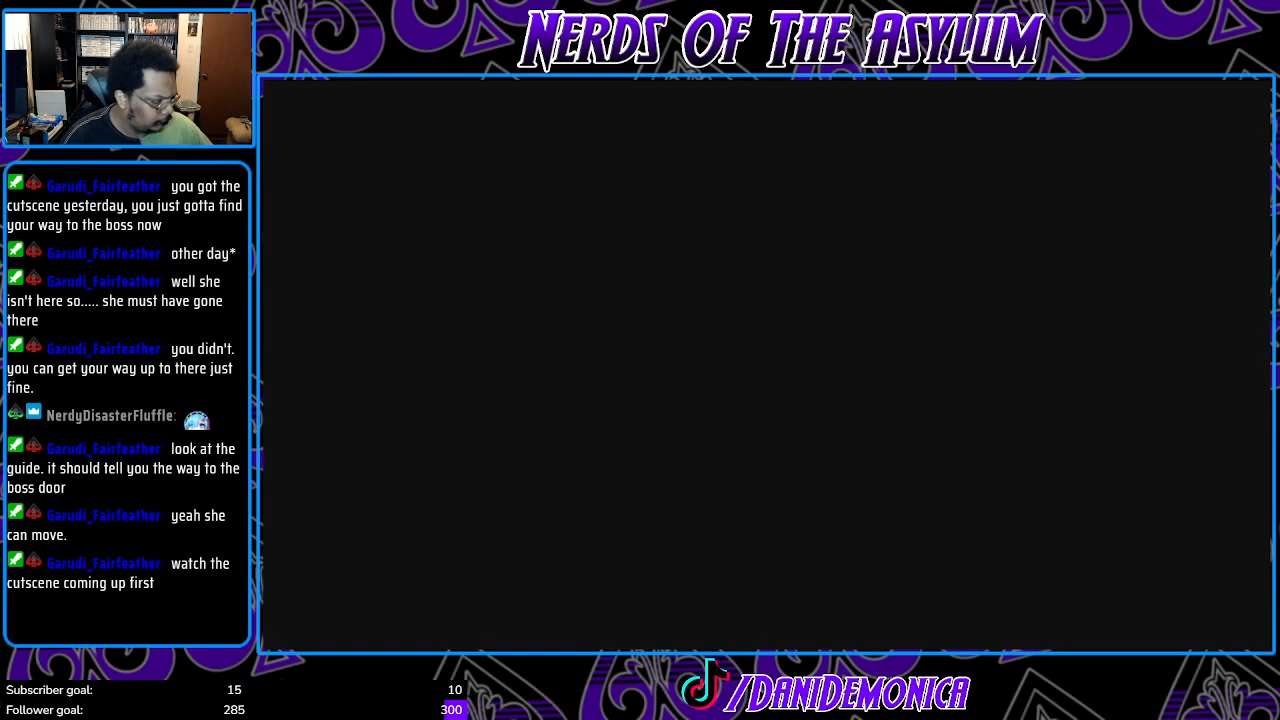 Nerds Of The Asylum
Garudi_Fairfeather you got the
cutscene yesterday, you just gotta find
your way to the boss now
Garudi_Fairfeather other day*
Garudi_Fairfeather well she
isn't here so..... she must have gone
there
Garudi_Fairfeather you didn't.
you can get your way up to there just
fine.
NerdyDisasterFluffle:
Garudi_Fairfeather look at the
guide. it should tell you the way to the
boss door
Garudi_Fairfeather yeah she
can move.
Garudi_Fairfeather watch the
cutscene coming up first
Subscriber goal: 15 10
Follower goal: 285 300
/DaniDemonica